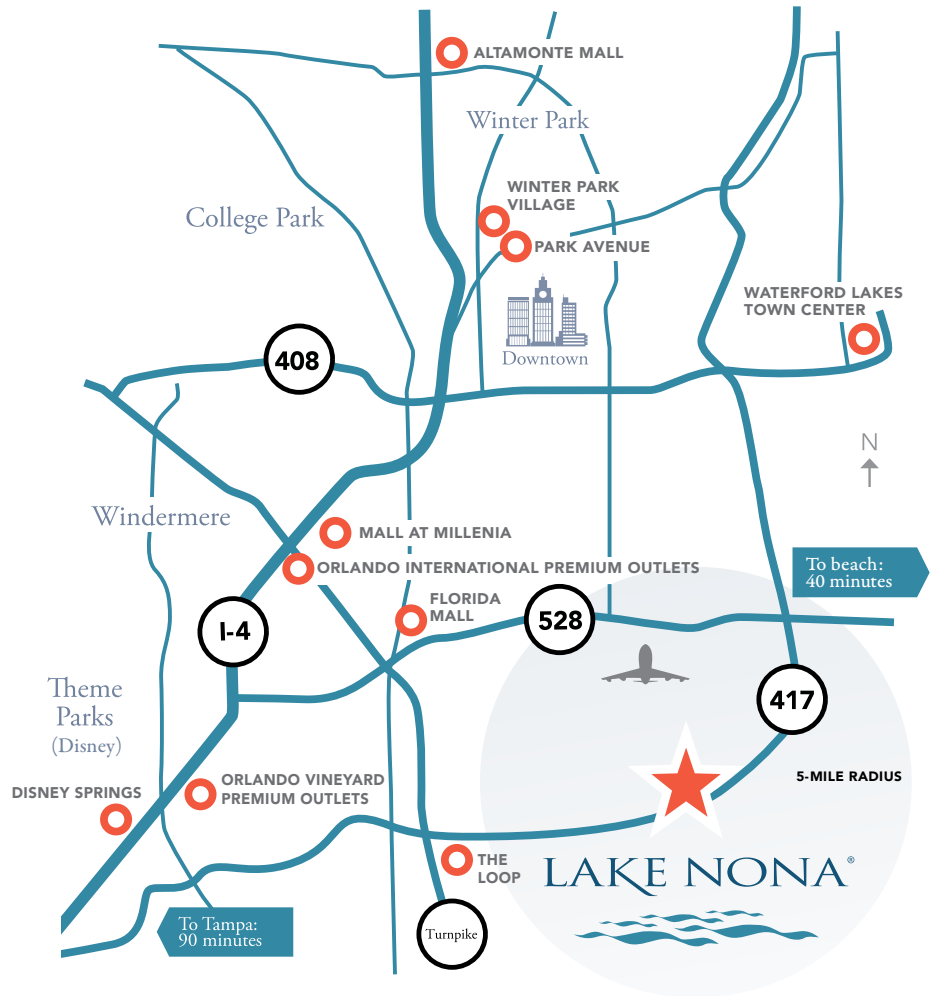 ALTAMONTE MALL
Winter Park
WINTER PARK
VILLAGE
College Park
PARK AVENUE
WATERFORD LAKES
TOWN CENTER
408
Downtown
N
Windermere
MALL AT MILLENIA
ORLANDO INTERNATIONAL PREMIUM OUTLETS
To beach:
40 minutes
FLORIDA
MALL
528
I-4
Theme
Parks
(Disney)
417
5-MILE RADIUS
ORLANDO VINEYARD
PREMIUM OUTLETS
DISNEY SPRINGS
THE
LOOP
LAKE NONA®
To Tampa:
90 minutes
Turnpike